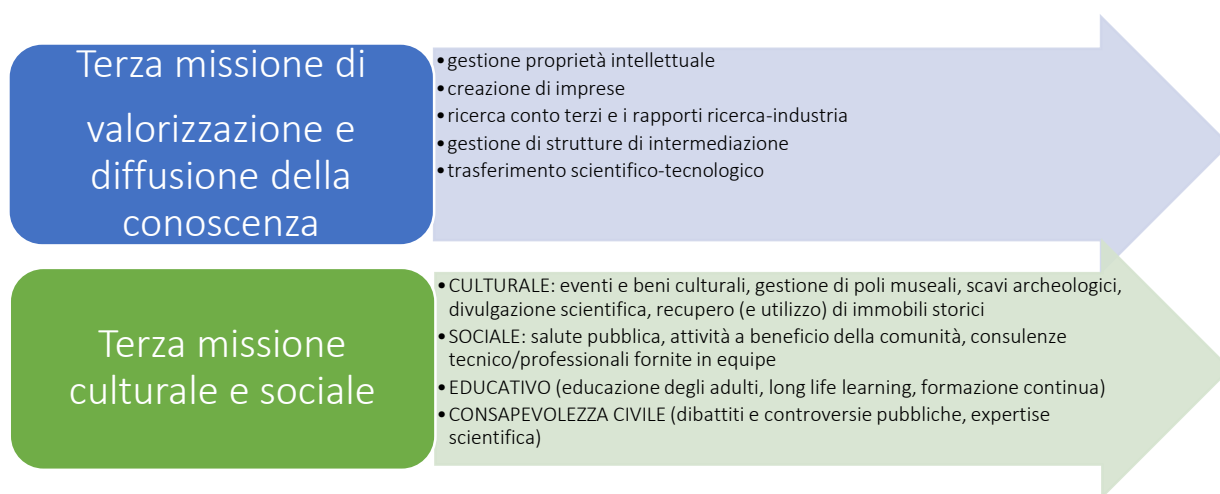 Terza missione di
valorizzazione e
diffusione della
conoscenza
•gestione proprietà intellettuale
•creazione di imprese
•ricerca conto terzi e i rapporti ricerca-industria
•gestione di strutture di intermediazione
•trasferimento scientifico-tecnologico
Terza missione
culturale e sociale
•CULTURALE: eventi e beni culturali, gestione di poli museali, scavi archeologici,
divulgazione scientifica, recupero (e utilizzo) di immobili storici
•SOCIALE: salute pubblica, attività a beneficio della comunità, consulenze
tecnico/professionali fornite in equipe
•EDUCATIVO (educazione degli adulti, long life learning, formazione continua)
•CONSAPEVOLEZZA CIVILE (dibattiti e controversie pubbliche, expertise
scientifica)